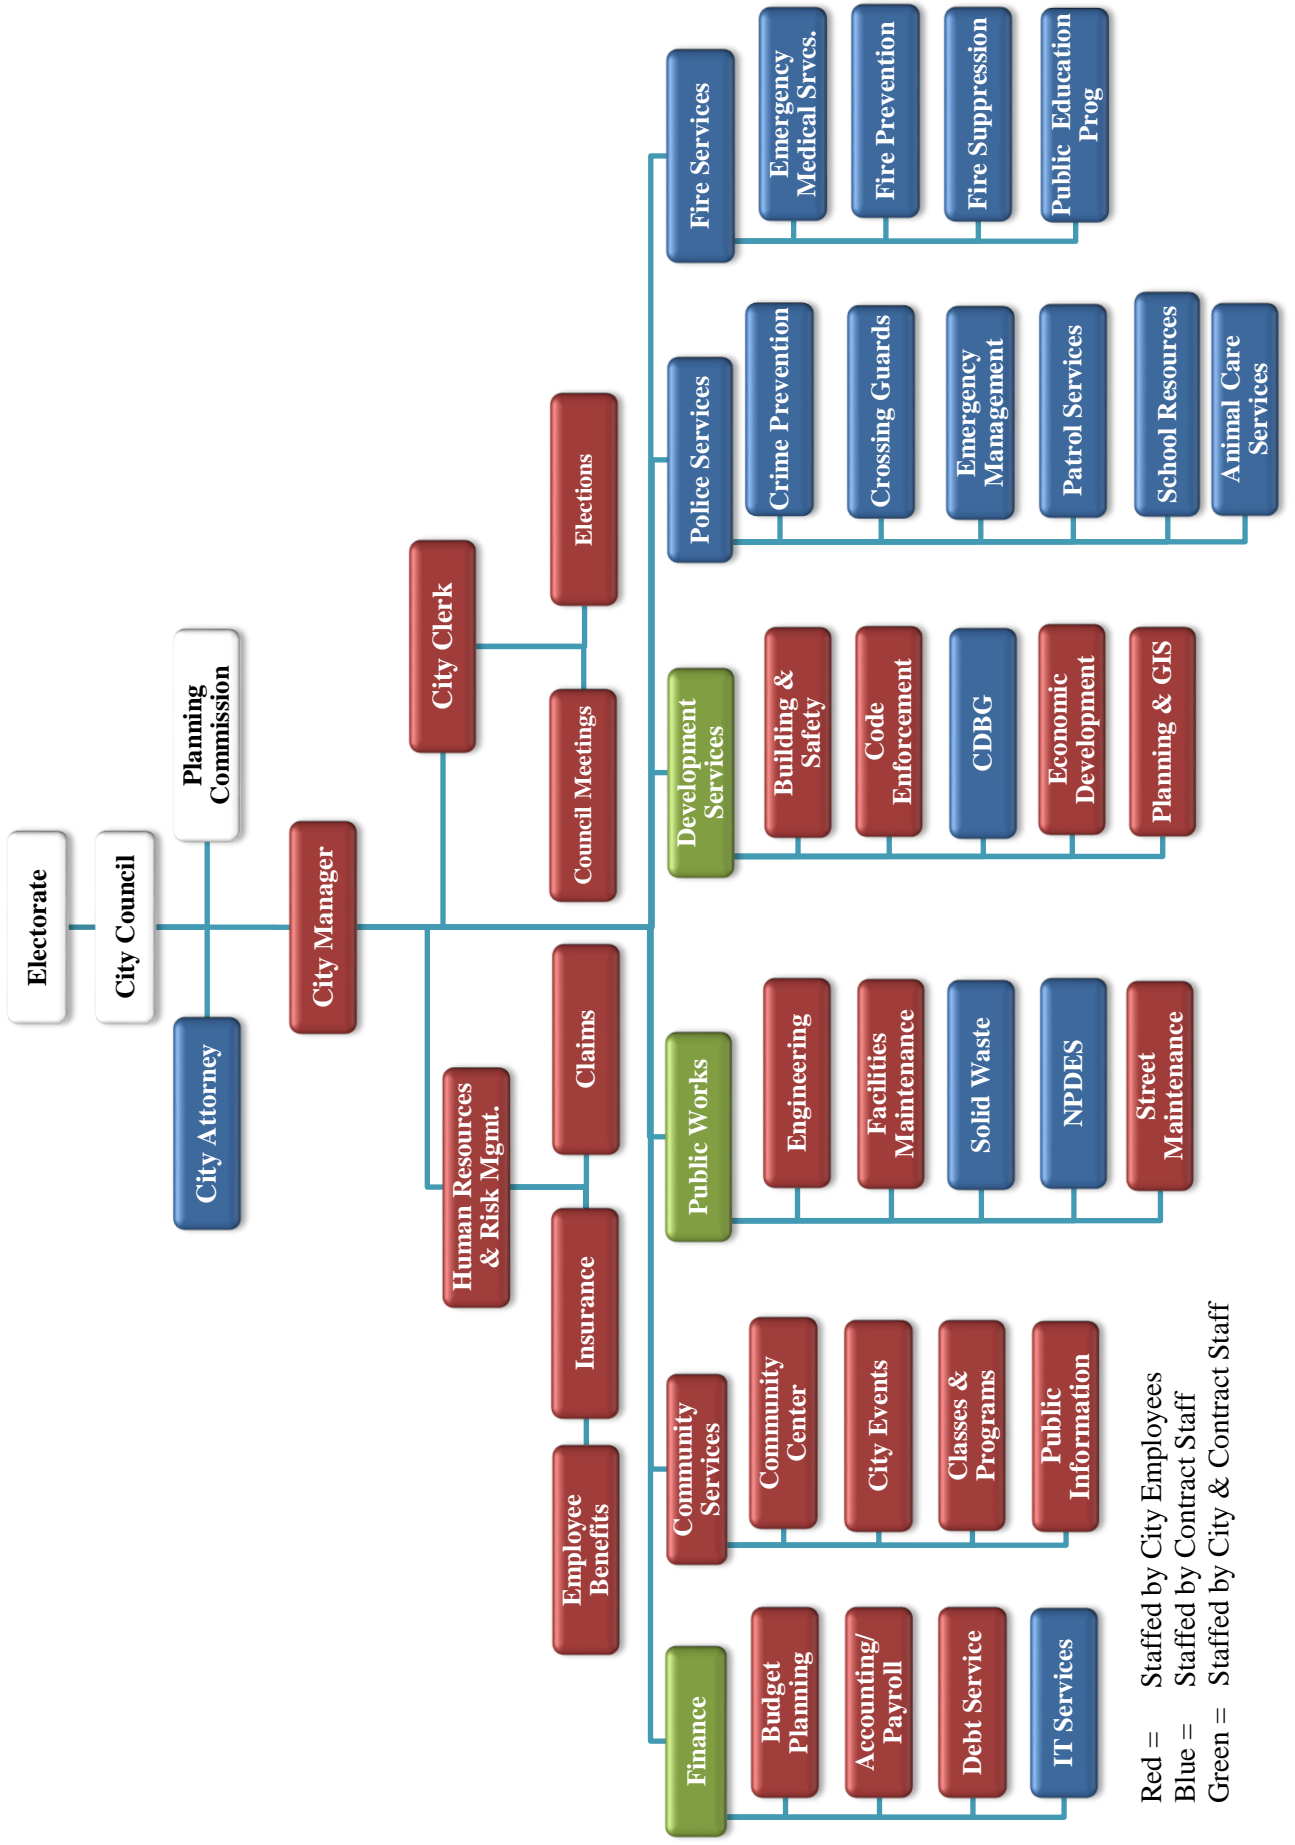 Electorate
City Council
City Attorney
Planning
Commission
City Manager
Human Resources
& Risk Mgmt.
City Clerk
Employee
Benefits
Insurance
Claims
Council Meetings
Elections
Finance
Budget
Planning
Accounting/
Payroll
Debt Service
IT Services
Community
Services
Community
Center
City Events
Classes &
Programs
Public
Information
Public Works
Engineering
Facilities
Maintenance
Solid Waste
NPDES
Street
Maintenance
Development
Services
Building &
Safety
Code
Enforcement
CDBG
Economic
Development
Planning & GIS
Police Services
Crime Prevention
Crossing Guards
Emergency
Management
Patrol Services
School Resources
Animal Care
Services
Fire Services
Emergency
Medical Srvcs.
Fire Prevention
Fire Suppression
Public Education
Prog
Red = Staffed by City Employees
Blue = Staffed by Contract Staff
Green = Staffed by City & Contract Staff